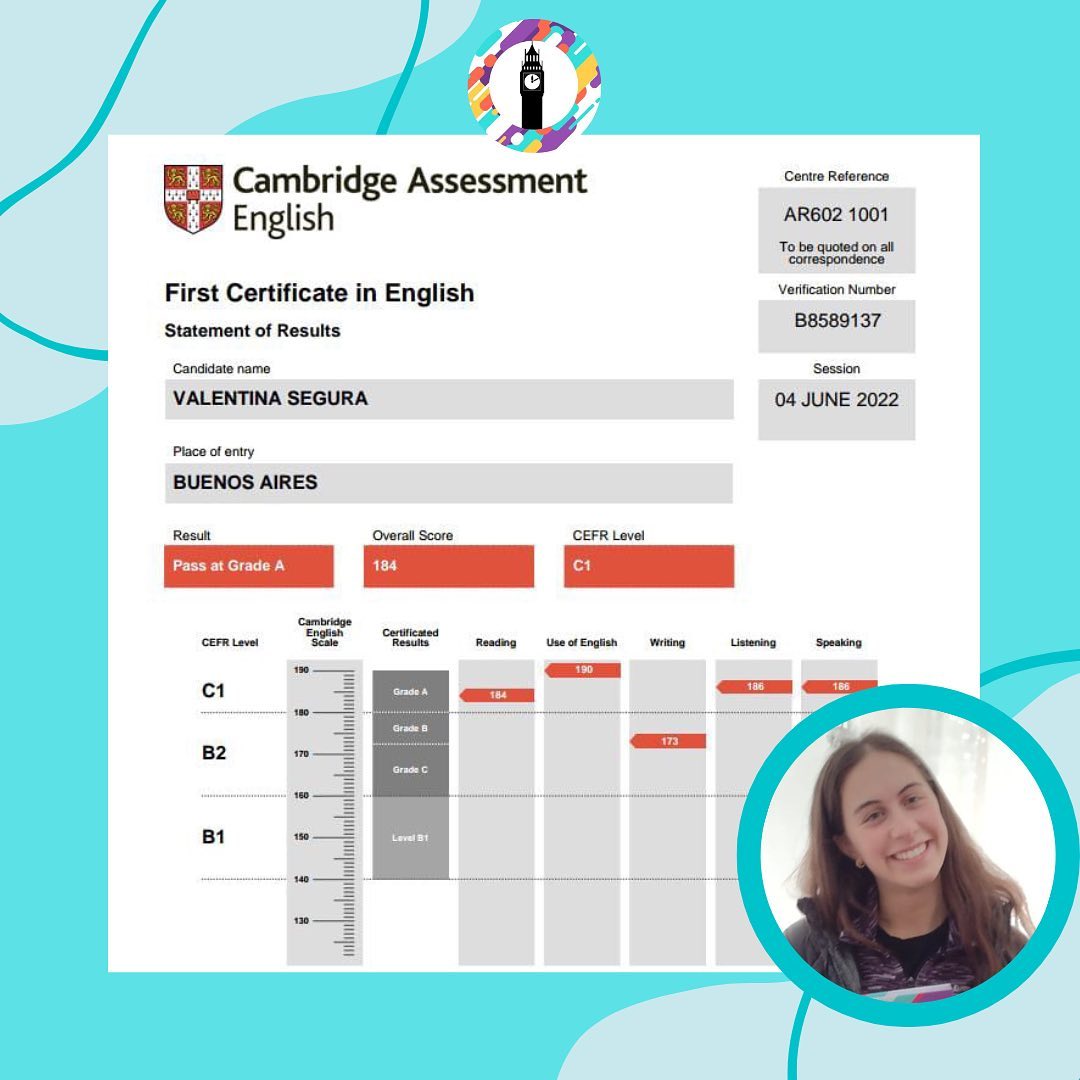 Cambridge Assessment
English
Centre Reference
AR602 1001
To be quoted on all
correspondence
First Certificate in English
Verification Number
B8589137
Statement of Results
Candidate name
Session
VALENTINA SEGURA
04 JUNE 2022
Place of entry
BUENOS AIRES
Result Overall Score CEFR Level
Pass at Grade A 184 C1
CEFR Level Cambridge English Scale Certificated Results Reading Use of English Writing Listening Speaking
190 190
C1 Grade A 184 186 186
180
Grade B
B2 173
170
Grade C
160
B1 150 Level B1
140
130